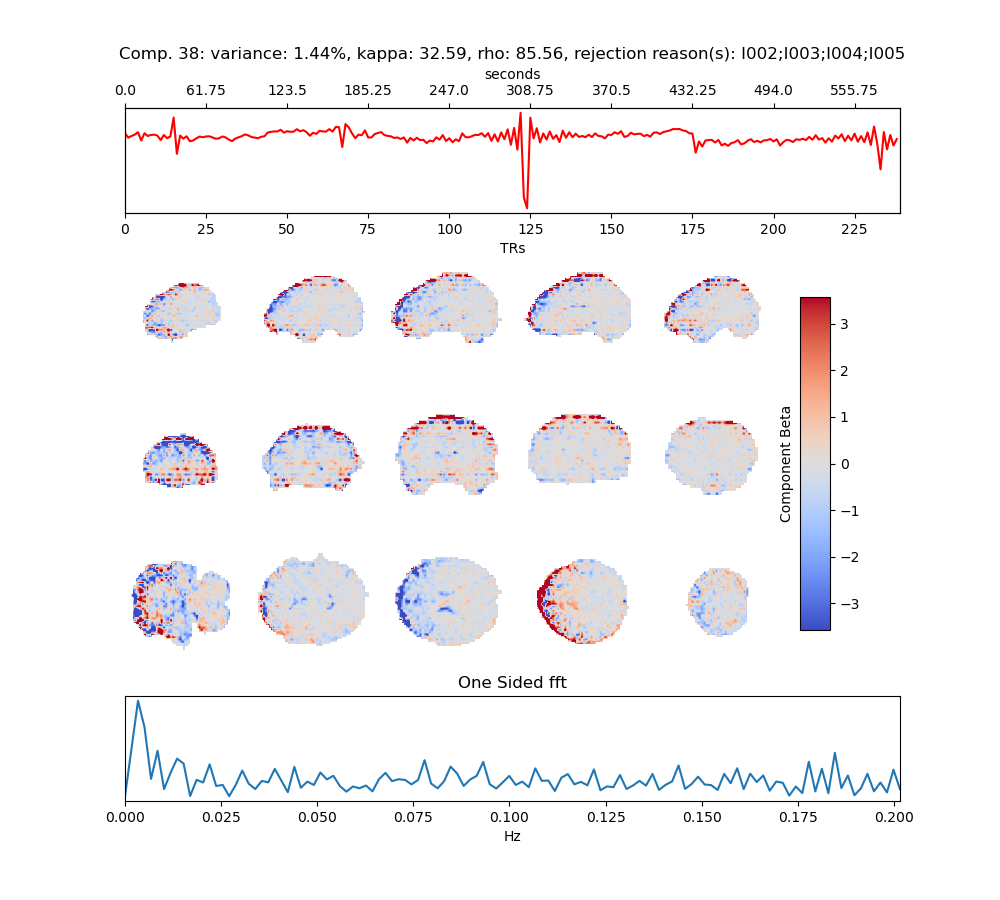 Comp. 38: variance: 1.44%, kappa: 32.59, rho: 85.56, rejection reason(s): I002;I003;I004;I005
seconds
0.0 61.75 123.5 185.25 247.0 308.75 370.5 432.25 494.0 555.75
0 25 50 75 100 125 150 175 200 225
TRs
3
2
1
0
−1
−2
−3
Component Beta
One Sided fft
0.000 0.025 0.050 0.075 0.100 0.125 0.150 0.175 0.200
Hz